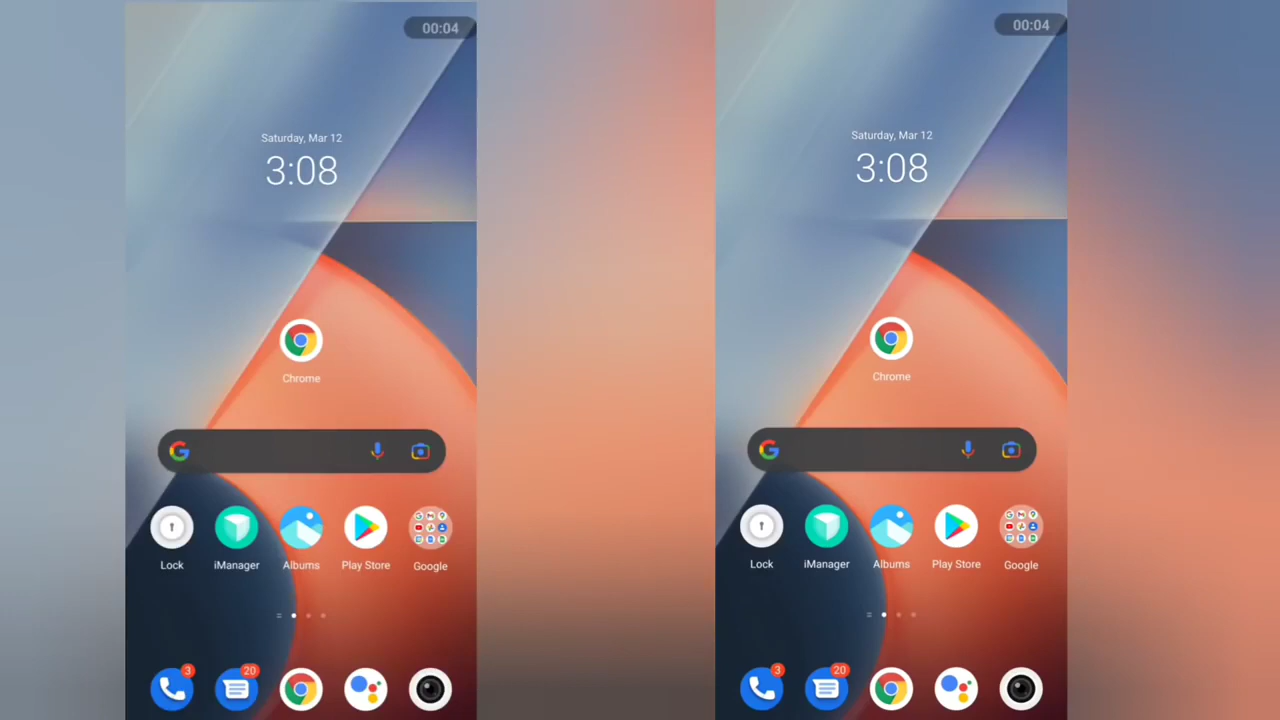 00:04
Saturday, Mar 12
3:08
Chrome
Lock iManager Albums Play Store Google
3 20
00:04
Saturday, Mar 12
3:08
Chrome
Lock iManager Albums Play Store Google
3 20